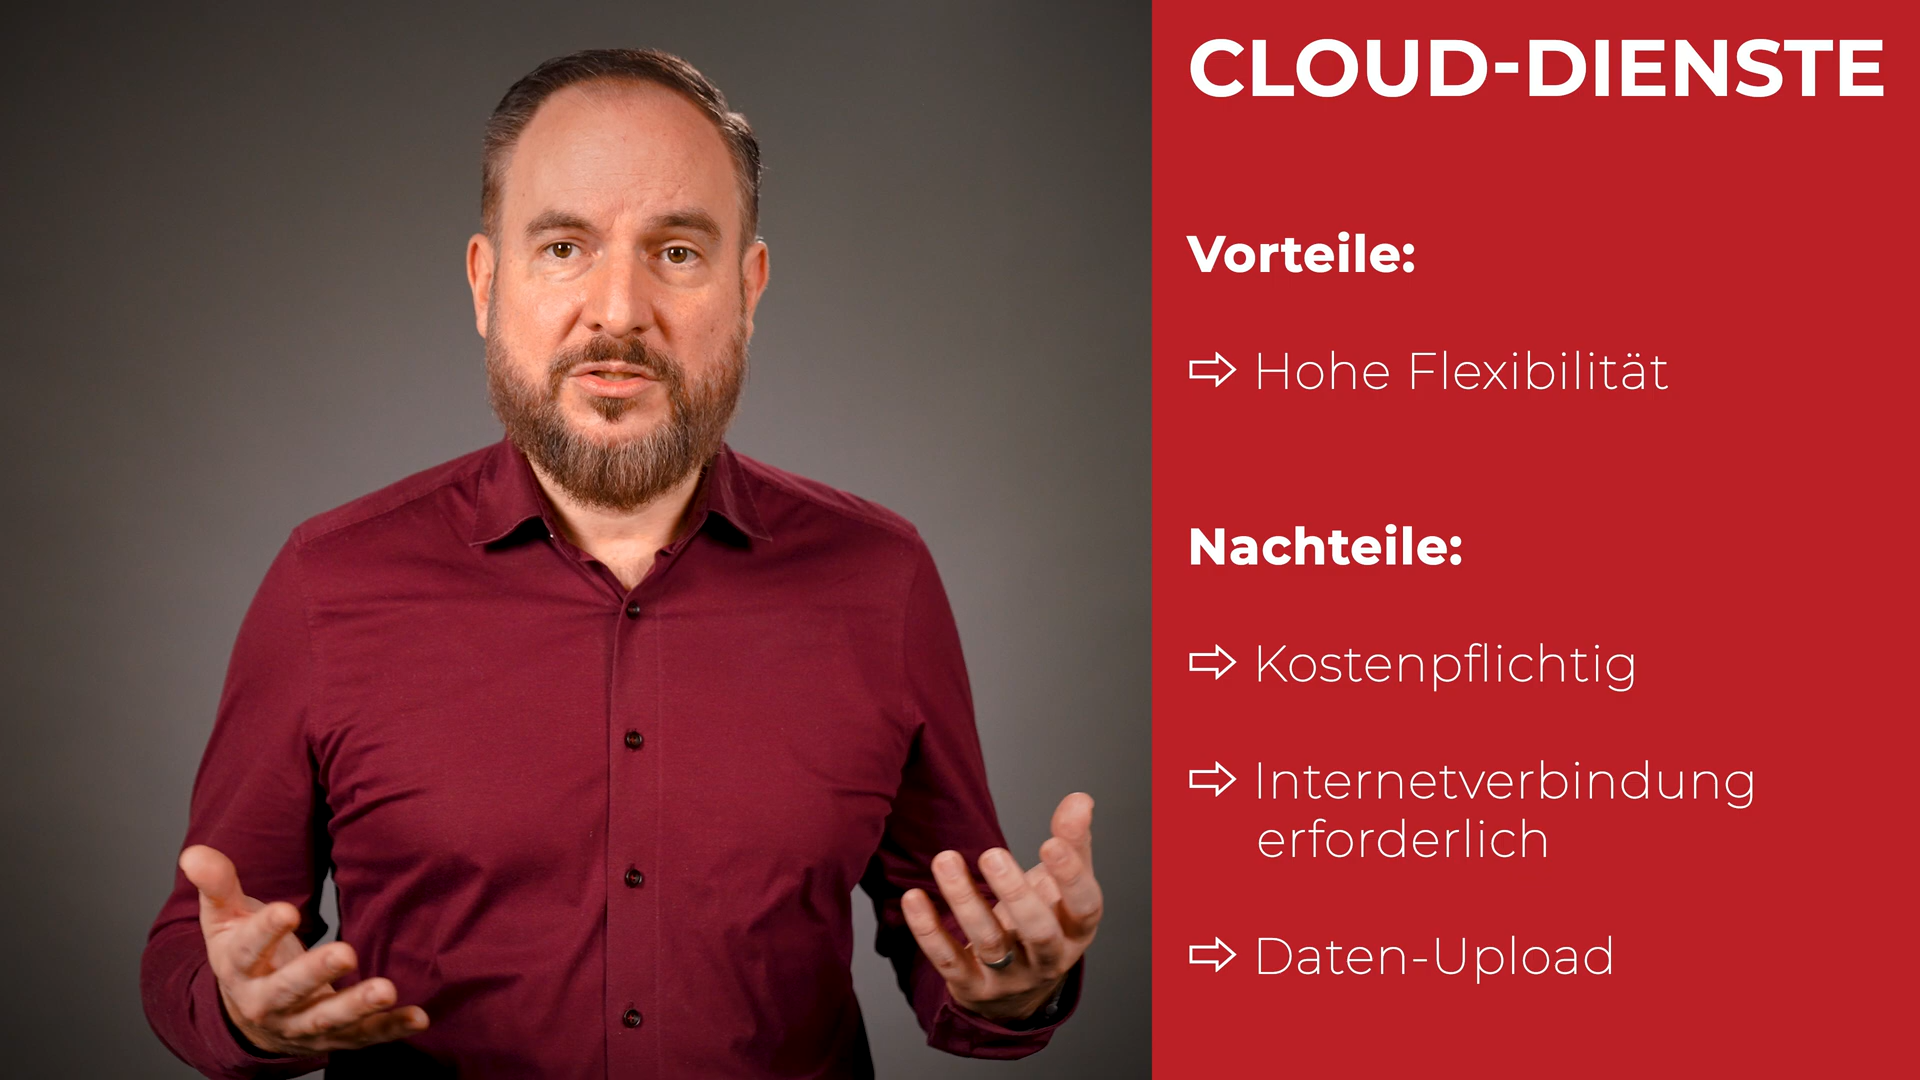 CLOUD-DIENSTE
Vorteile:
⇨ Hohe Flexibilität
Nachteile:
⇨ Kostenpflichtig
⇨ Internetverbindung
erforderlich
⇨ Daten-Upload